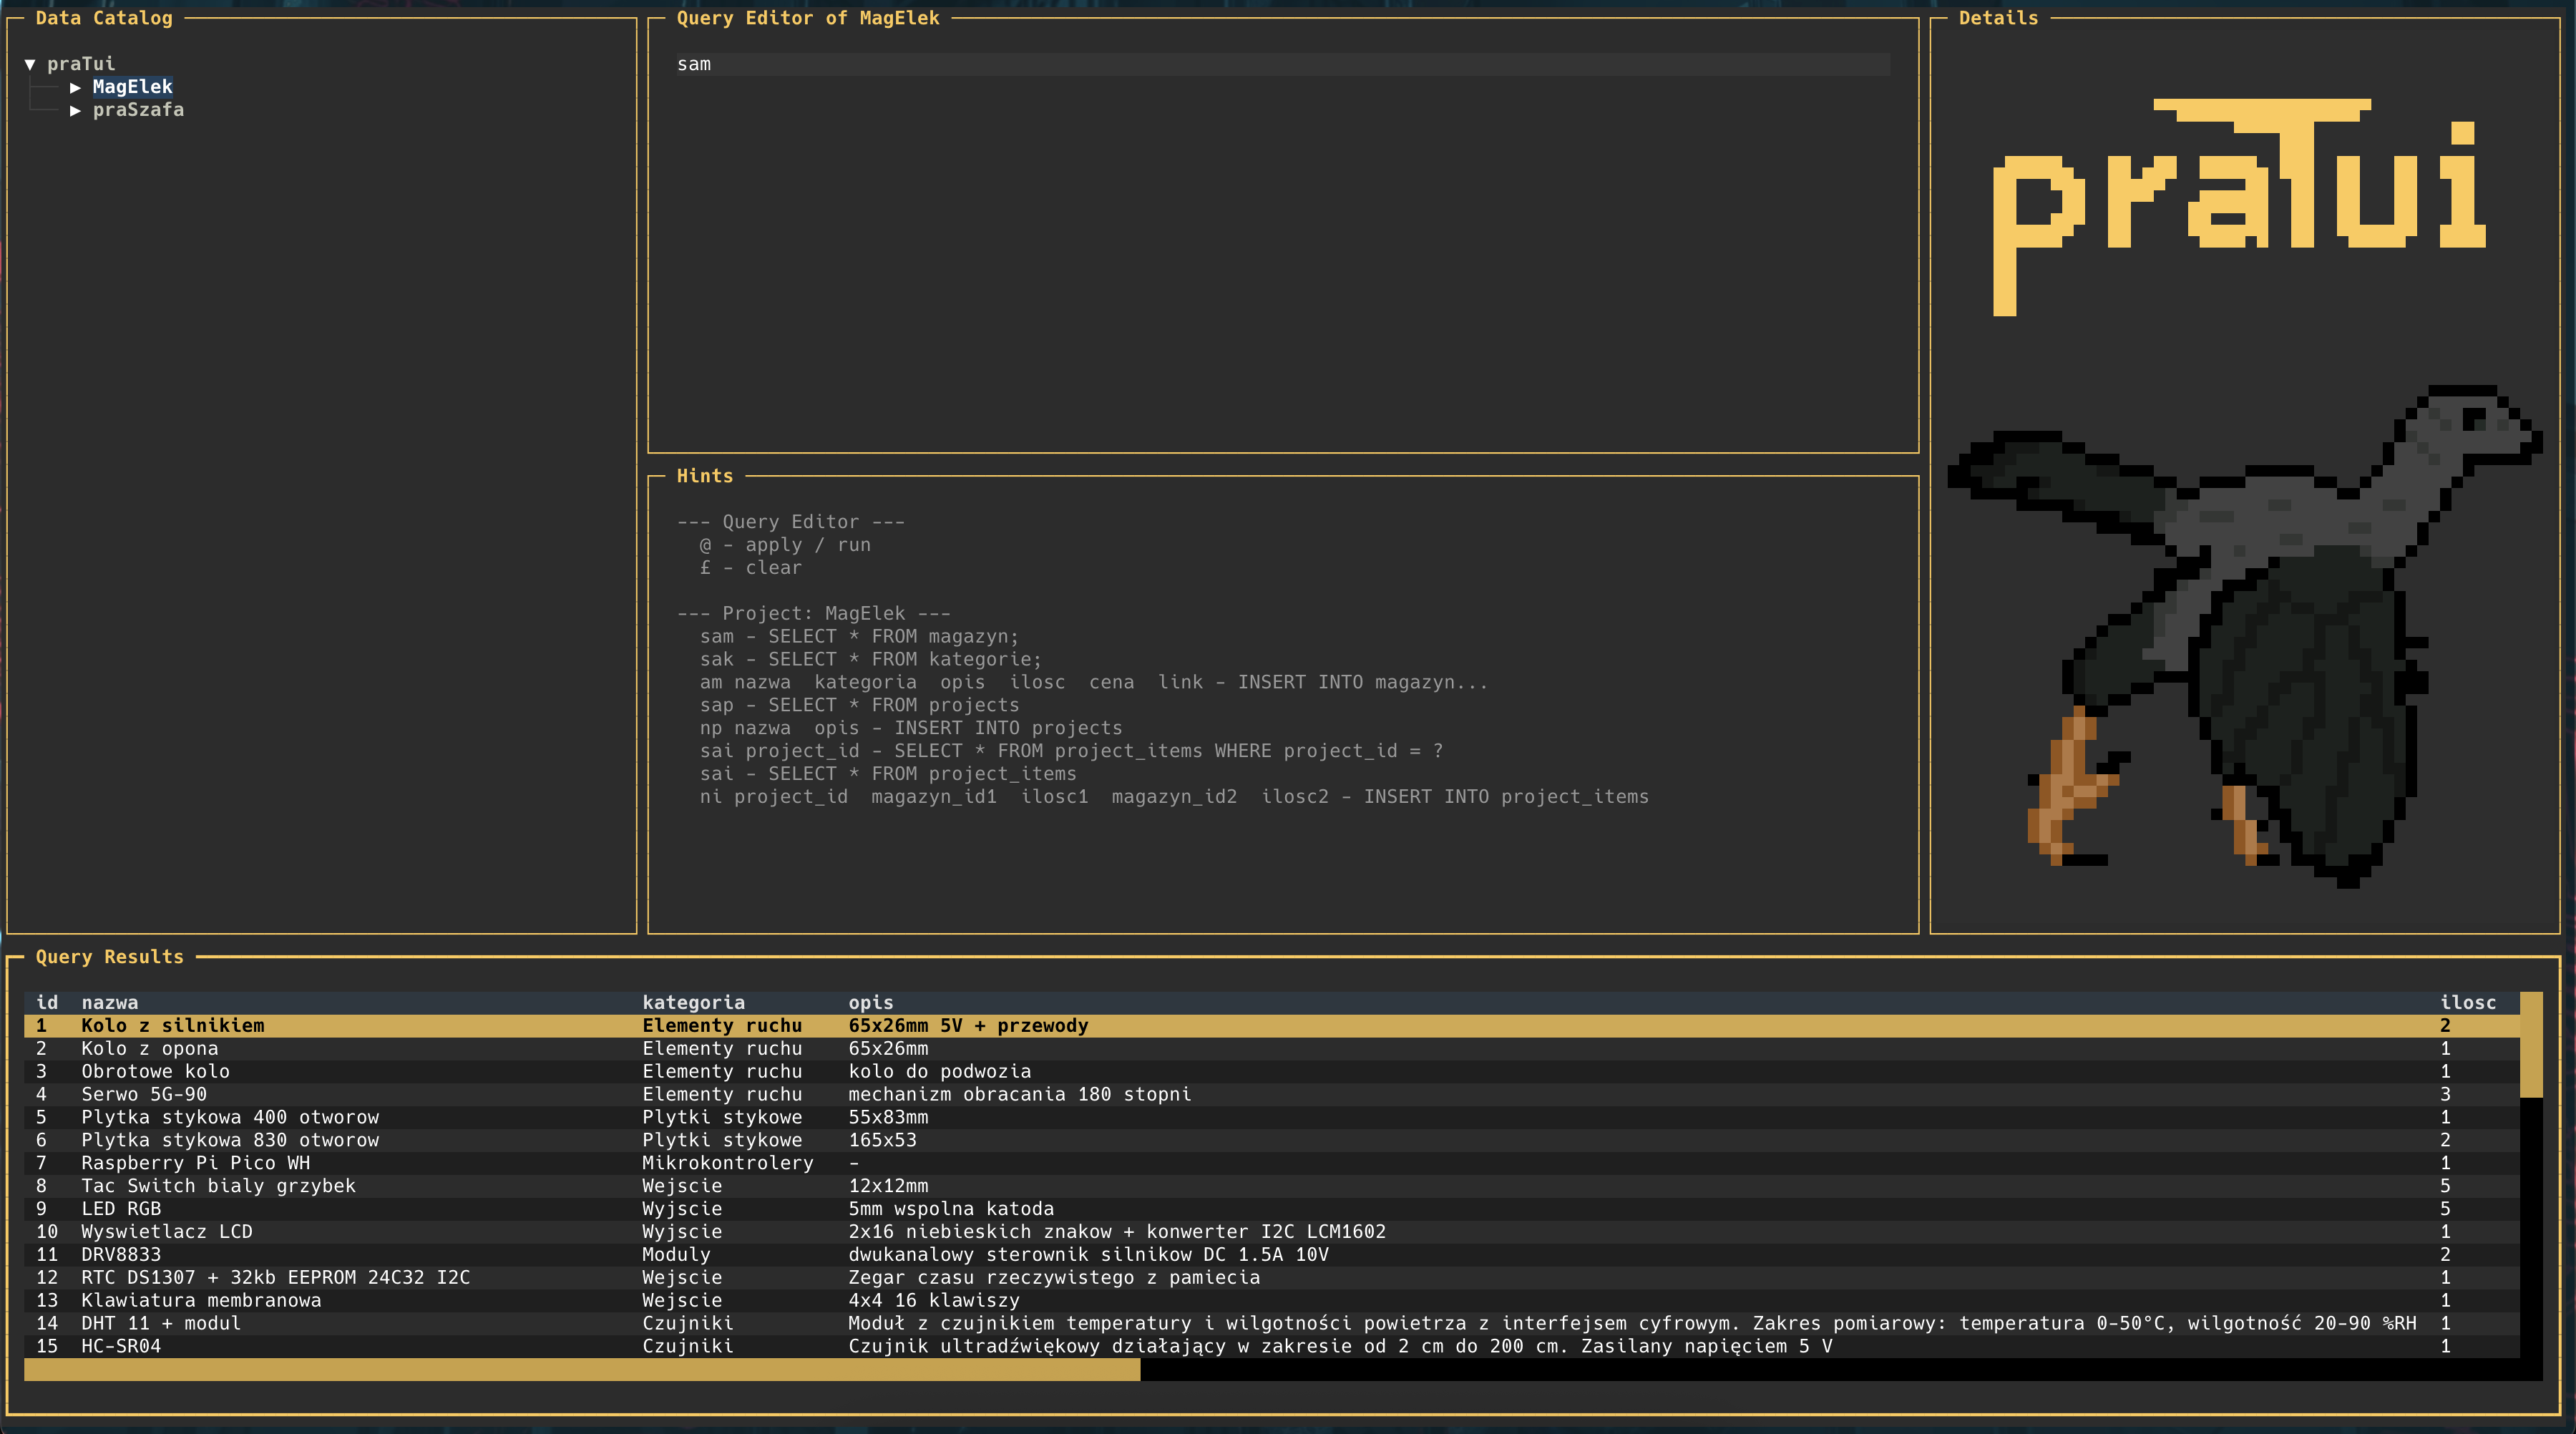 Data Catalog
▼ praTui
▶ MagElek
▶ praSzafa
Query Editor of MagElek
sam
Hints
--- Query Editor ---
@ - apply / run
£ - clear
--- Project: MagElek ---
sam - SELECT * FROM magazyn;
sak - SELECT * FROM kategorie;
am nazwa  kategoria  opis  ilosc  cena  link - INSERT INTO magazyn...
sap - SELECT * FROM projects
np nazwa  opis - INSERT INTO projects
sai project_id - SELECT * FROM project_items WHERE project_id = ?
sai - SELECT * FROM project_items
ni project_id  magazyn_id1  ilosc1  magazyn_id2  ilosc2 - INSERT INTO project_items
Details
praTui
Query Results
id nazwa kategoria opis ilosc
1 Kolo z silnikiem Elementy ruchu 65x26mm 5V + przewody 2
2 Kolo z opona Elementy ruchu 65x26mm 1
3 Obrotowe kolo Elementy ruchu kolo do podwozia 1
4 Serwo 5G-90 Elementy ruchu mechanizm obracania 180 stopni 3
5 Plytka stykowa 400 otworow Plytki stykowe 55x83mm 1
6 Plytka stykowa 830 otworow Plytki stykowe 165x53 2
7 Raspberry Pi Pico WH Mikrokontrolery - 1
8 Tac Switch bialy grzybek Wejscie 12x12mm 5
9 LED RGB Wyjscie 5mm wspolna katoda 5
10 Wyswietlacz LCD Wyjscie 2x16 niebieskich znakow + konwerter I2C LCM1602 1
11 DRV8833 Moduly dwukanalowy sterownik silnikow DC 1.5A 10V 2
12 RTC DS1307 + 32kb EEPROM 24C32 I2C Wejscie Zegar czasu rzeczywistego z pamiecia 1
13 Klawiatura membranowa Wejscie 4x4 16 klawiszy 1
14 DHT 11 + modul Czujniki Moduł z czujnikiem temperatury i wilgotności powietrza z interfejsem cyfrowym. Zakres pomiarowy: temperatura 0-50°C, wilgotność 20-90 %RH 1
15 HC-SR04 Czujniki Czujnik ultradźwiękowy działający w zakresie od 2 cm do 200 cm. Zasilany napięciem 5 V 1